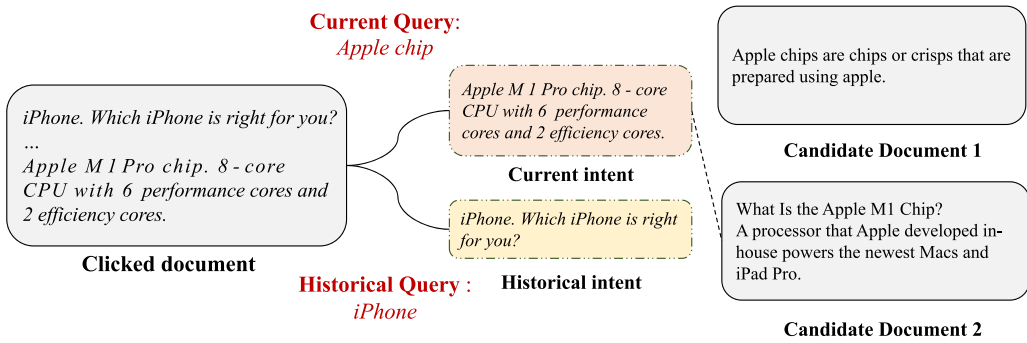 Current Query:
Apple chip
iPhone. Which iPhone is right for you?
...
Apple M 1 Pro chip. 8 - core
CPU with 6 performance cores and
2 efficiency cores.
Clicked document
Apple M 1 Pro chip. 8 - core
CPU with 6 performance
cores and 2 efficiency cores.
Current intent
iPhone. Which iPhone is right
for you?
Historical intent
Historical Query :
iPhone
Apple chips are chips or crisps that are
prepared using apple.
Candidate Document 1
What Is the Apple M1 Chip?
A processor that Apple developed in-
house powers the newest Macs and
iPad Pro.
Candidate Document 2